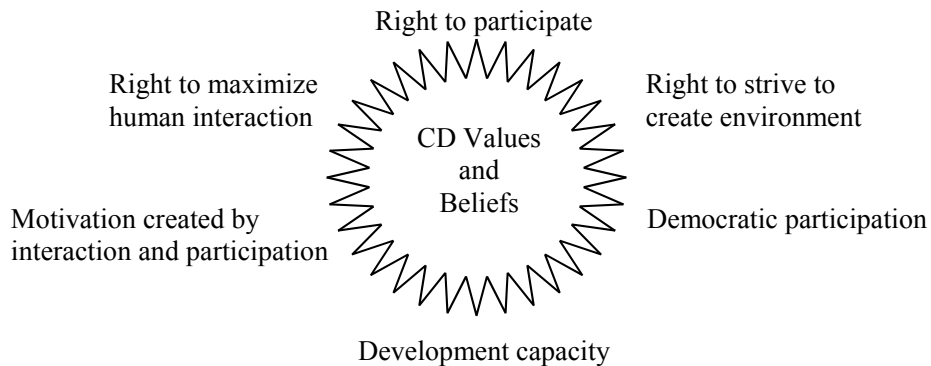 Right to participate
Right to maximize
human interaction
Right to strive to
create environment
CD Values
and
Beliefs
Motivation created by
interaction and participation
Democratic participation
Development capacity